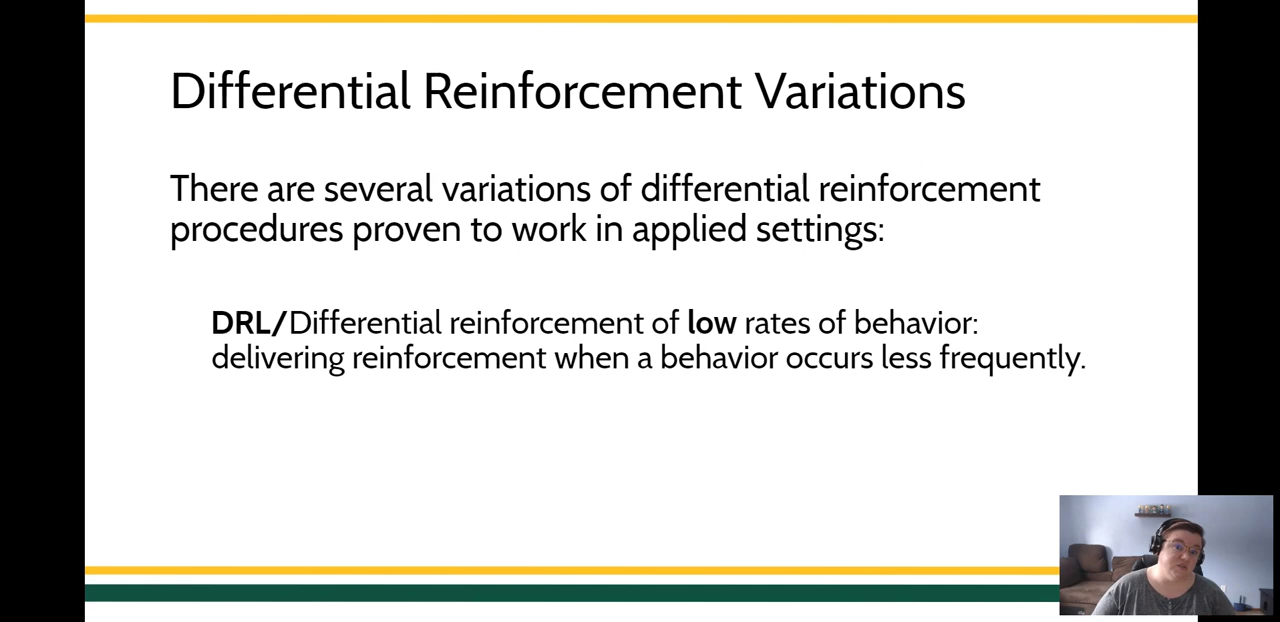 Differential Reinforcement Variations
There are several variations of differential reinforcement
procedures proven to work in applied settings:
DRL/Differential reinforcement of low rates of behavior:
delivering reinforcement when a behavior occurs less frequently.